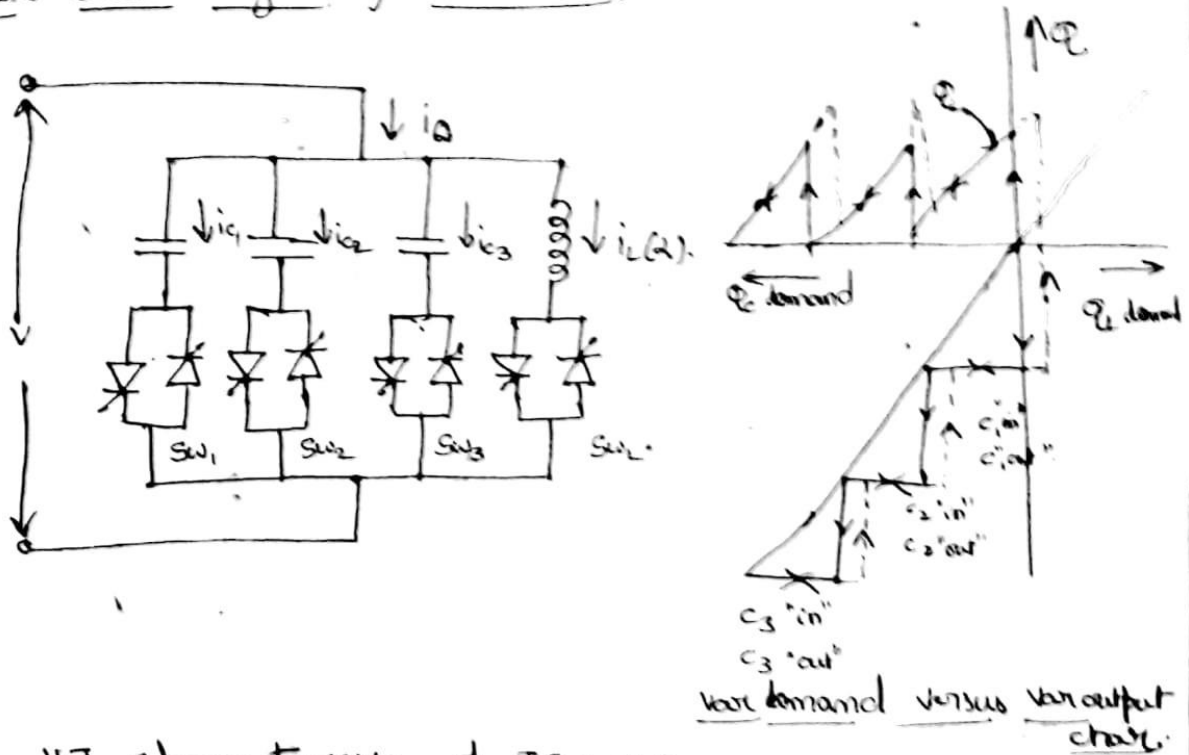 Q
↓ iQ
Q
↓ic1
↓ic2
↓ic3
↓ iL(α).
Qc demand
QL demand
SW1
SW2
SW3
SWL.
C1 "in"
C1 "out"
C2 "in"
C2 "out"
C3 "in"
C3 "out"
Var demand versus Var output
char.